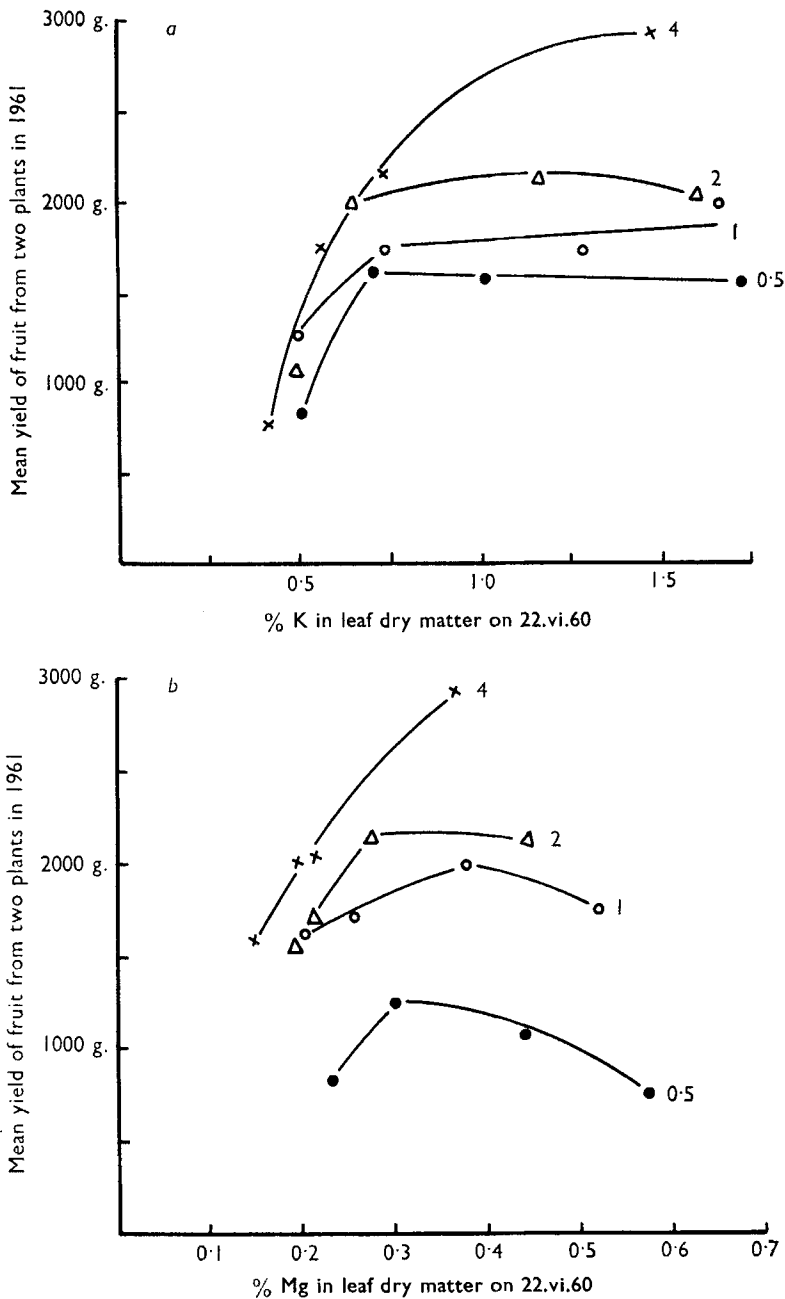 a
3000 g.
2000 g.
1000 g.
Mean yield of fruit from two plants in 1961
4
2
1
0·5
0·5 1·0 1·5
% K in leaf dry matter on 22.vi.60
b
3000 g.
2000 g.
1000 g.
Mean yield of fruit from two plants in 1961
4
2
1
0·5
0·1 0·2 0·3 0·4 0·5 0·6 0·7
% Mg in leaf dry matter on 22.vi.60